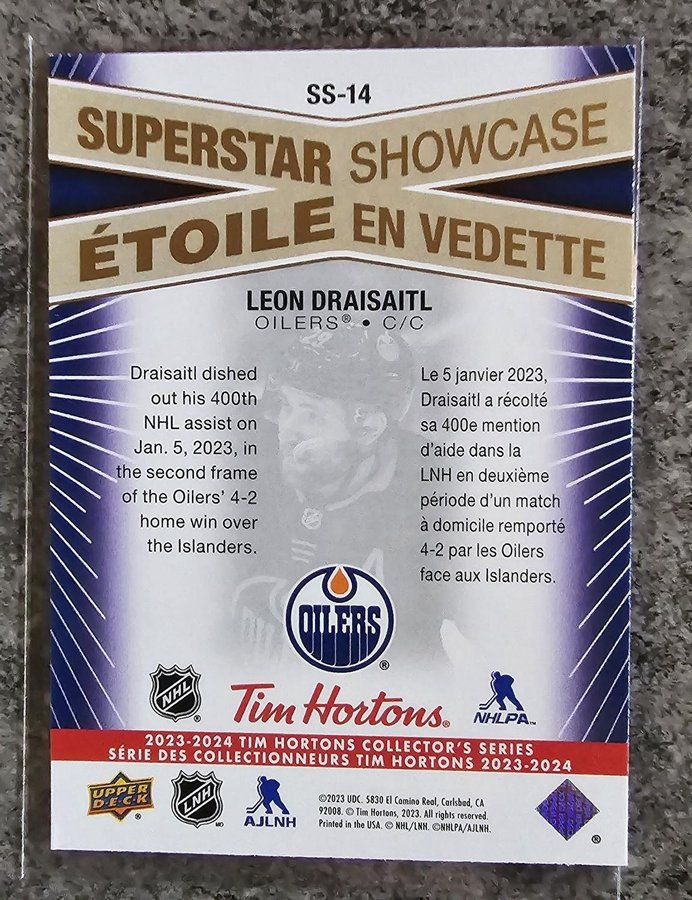 SS-14
SUPERSTAR SHOWCASE
ÉTOILE EN VEDETTE
LEON DRAISAITL
OILERS® • C/C
Draisaitl dished
out his 400th
NHL assist on
Jan. 5, 2023, in
the second frame
of the Oilers' 4-2
home win over
the Islanders.
Le 5 janvier 2023,
Draisaitl a récolté
sa 400e mention
d'aide dans la
LNH en deuxième
période d'un match
à domicile remporté
4-2 par les Oilers
face aux Islanders.
OILERS®
NHL®
Tim Hortons®
NHLPA™
2023-2024 TIM HORTONS COLLECTOR'S SERIES
SÉRIE DES COLLECTIONNEURS TIM HORTONS 2023-2024
UPPER DECK®
LNH MD
AJLNH
©2023 UDC. 5830 El Camino Real, Carlsbad, CA
92008. © Tim Hortons, 2023. All rights reserved.
Printed in the USA. © NHL/LNH. ©NHLPA/AJLNH.
®